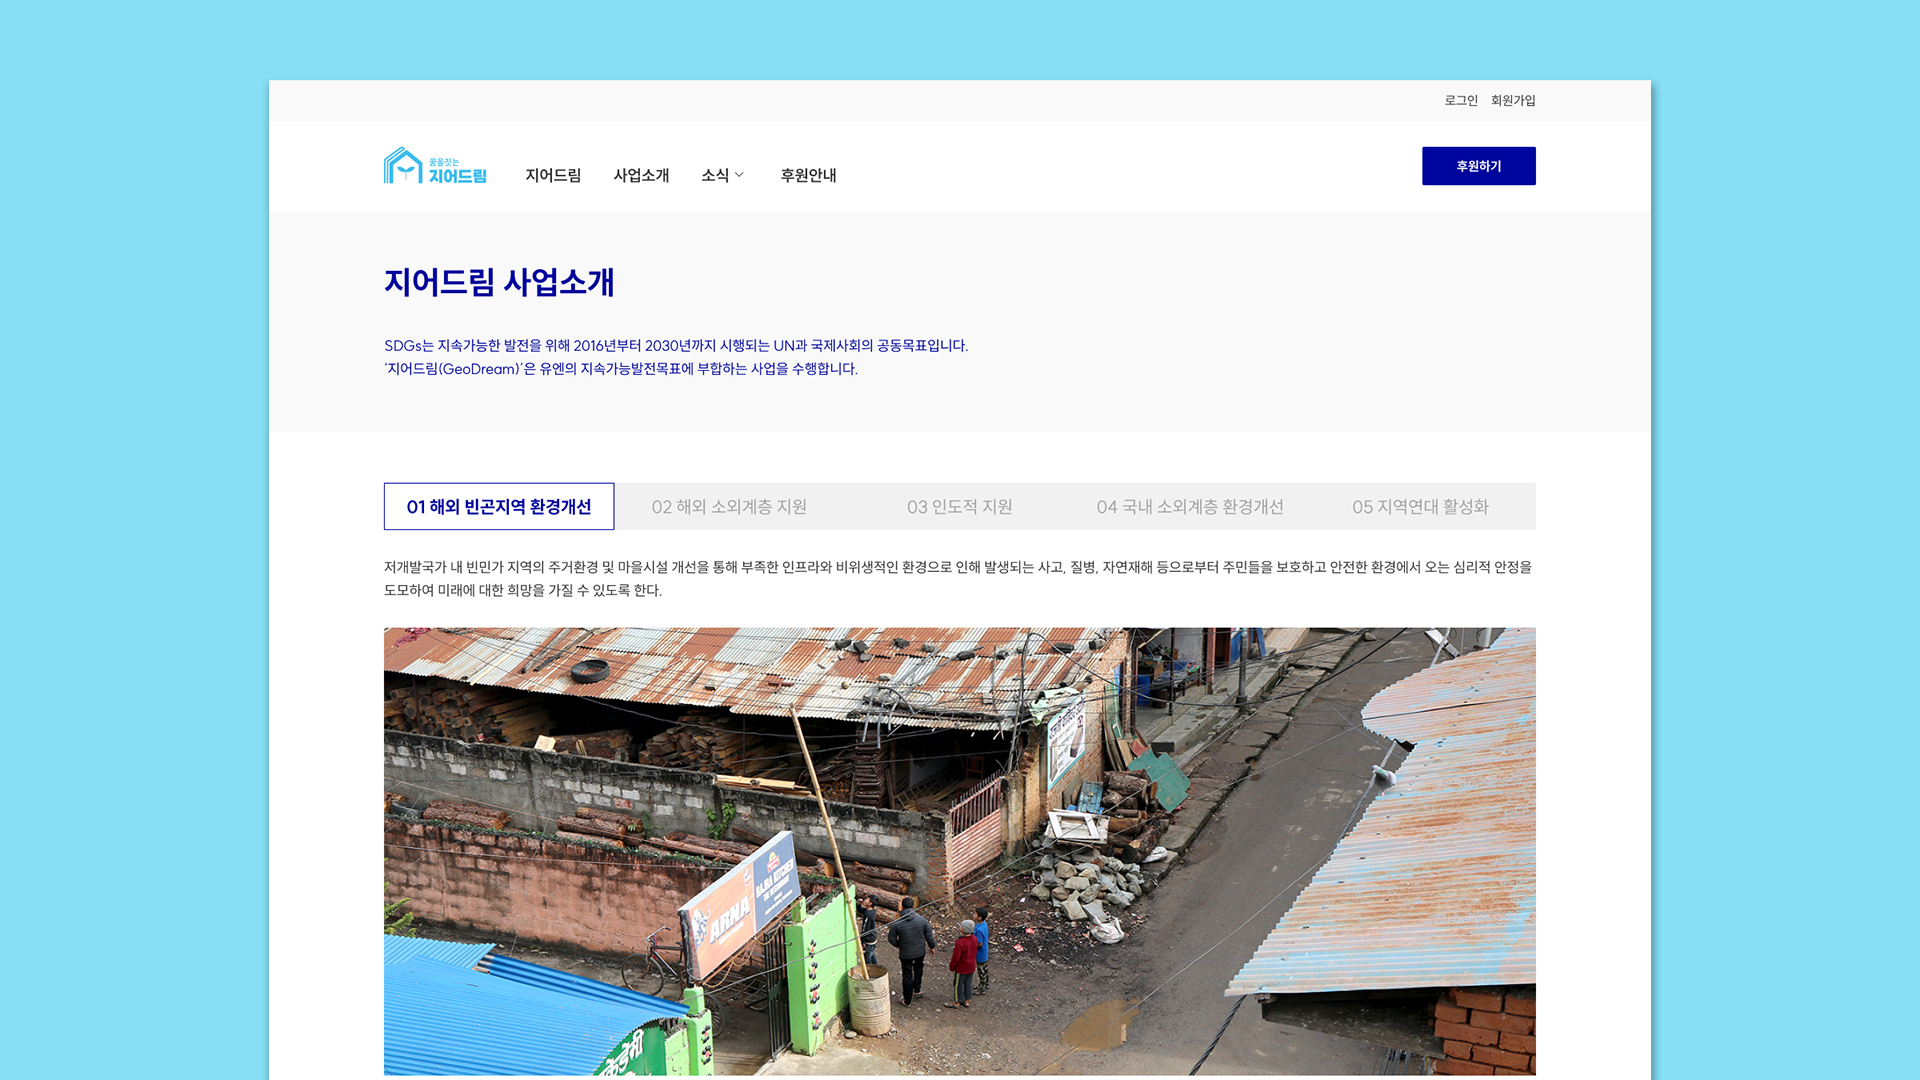 로그인 회원가입
꿈을짓는
지어드림
지어드림 사업소개 소식 후원안내
후원하기
지어드림 사업소개
SDGs는 지속가능한 발전을 위해 2016년부터 2030년까지 시행되는 UN과 국제사회의 공동목표입니다.
‘지어드림(GeoDream)’은 유엔의 지속가능발전목표에 부합하는 사업을 수행합니다.
01 해외 빈곤지역 환경개선 02 해외 소외계층 지원 03 인도적 지원 04 국내 소외계층 환경개선 05 지역연대 활성화
저개발국가 내 빈민가 지역의 주거환경 및 마을시설 개선을 통해 부족한 인프라와 비위생적인 환경으로 인해 발생되는 사고, 질병, 자연재해 등으로부터 주민들을 보호하고 안전한 환경에서 오는 심리적 안정을
도모하여 미래에 대한 희망을 가질 수 있도록 한다.
ARNA
BAJRA KITCHEN